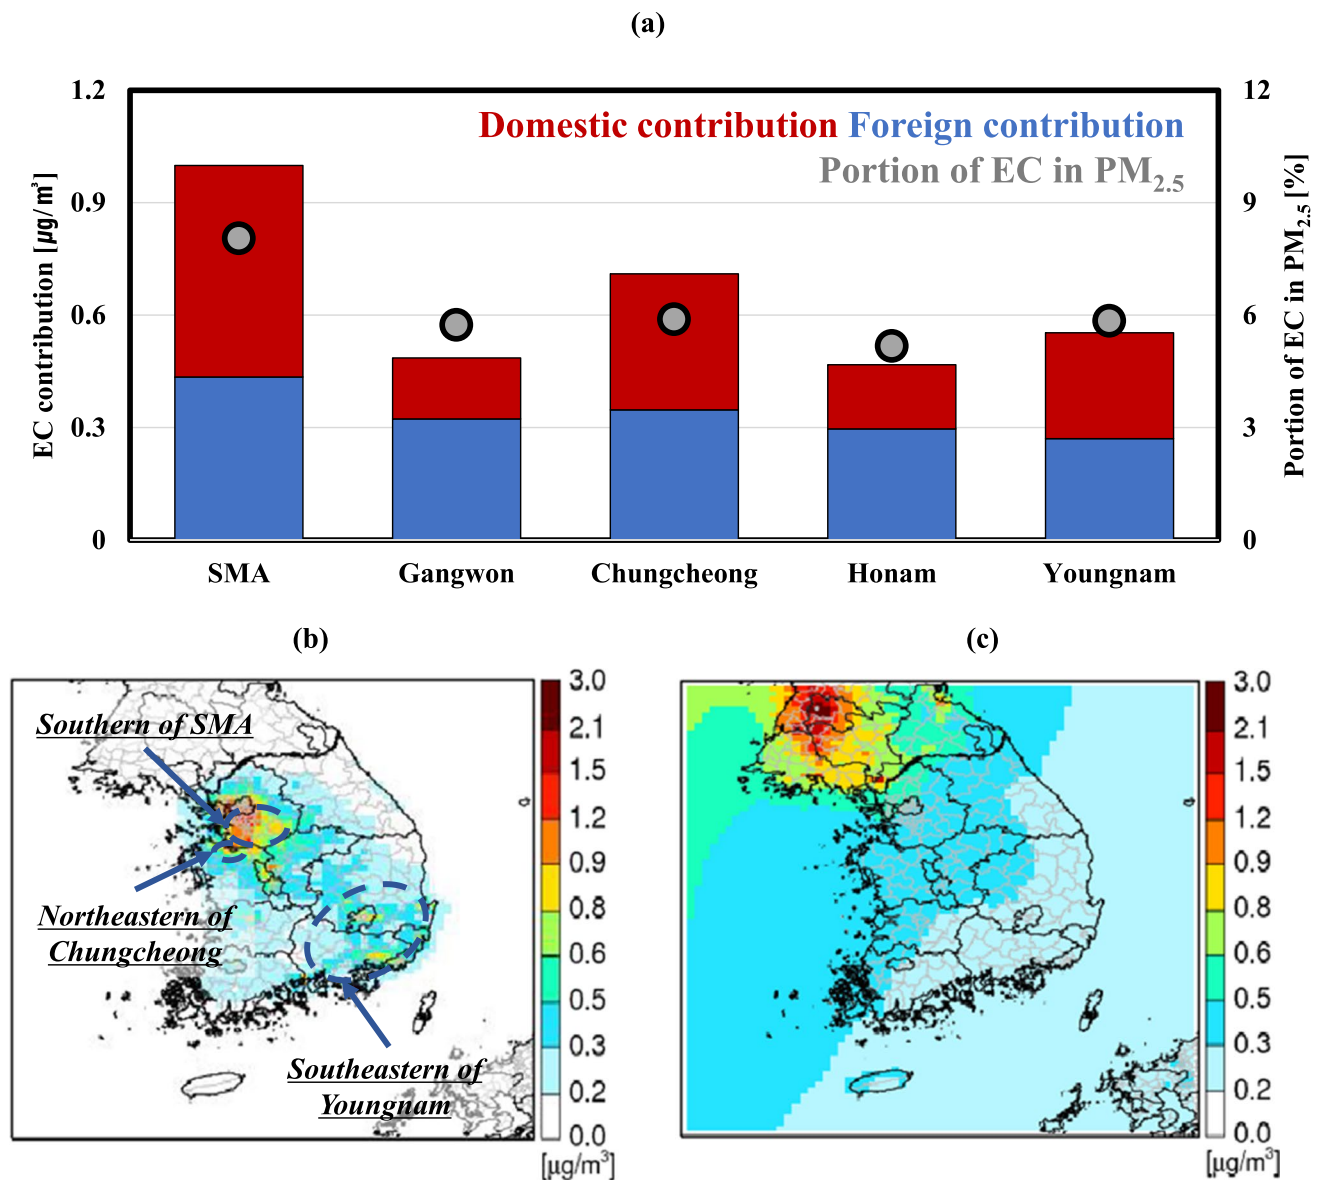 (a)
1.2
0.9
0.6
0.3
0
EC contribution [㎍/㎥]
Domestic contribution Foreign contribution
Portion of EC in PM2.5
12
9
6
3
0
Portion of EC in PM2.5 [%]
SMA Gangwon Chungcheong Honam Youngnam
(b)
Southern of SMA
Northeastern of
Chungcheong
Southeastern of
Youngnam
3.0
2.1
1.5
1.2
0.9
0.8
0.6
0.5
0.3
0.2
0.0
[μg/m³]
(c)
3.0
2.1
1.5
1.2
0.9
0.8
0.6
0.5
0.3
0.2
0.0
[μg/m³]